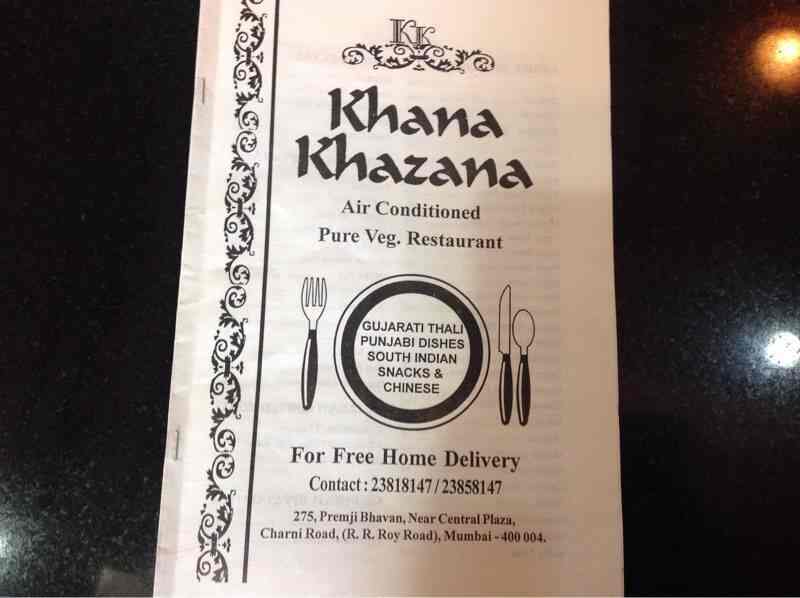 KK
Khana
Khazana
Air Conditioned
Pure Veg. Restaurant
GUJARATI THALI
PUNJABI DISHES
SOUTH INDIAN
SNACKS &
CHINESE
For Free Home Delivery
Contact : 23818147 / 23858147
275, Premji Bhavan, Near Central Plaza,
Charni Road, (R. R. Roy Road), Mumbai - 400 004.